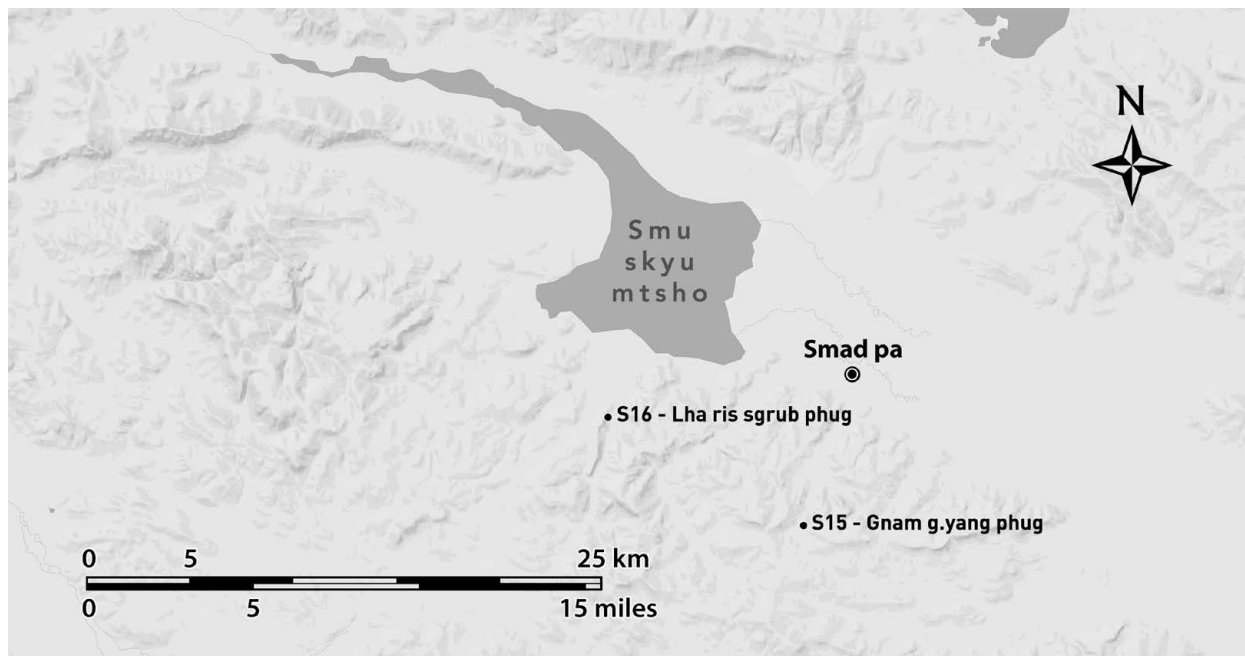 N
Smu
skyu
mtsho
Smad pa
S16 - Lha ris sgrub phug
S15 - Gnam g.yang phug
0 5 25 km
0 5 15 miles